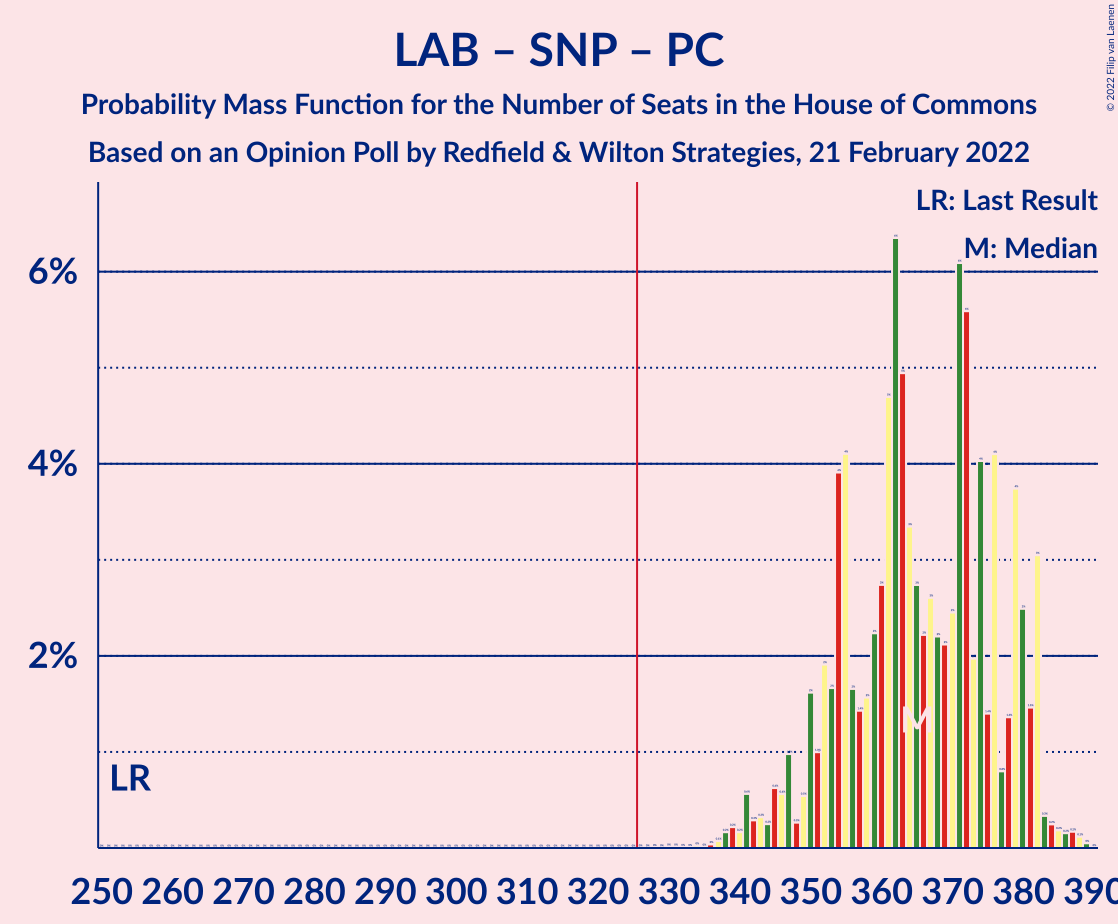 LAB – SNP – PC
Probability Mass Function for the Number of Seats in the House of Commons
Based on an Opinion Poll by Redfield & Wilton Strategies, 21 February 2022
© 2022 Filip van Laenen
LR: Last Result
M: Median
6%
4%
2%
M
LR
250 260 270 280 290 300 310 320 330 340 350 360 370 380 390